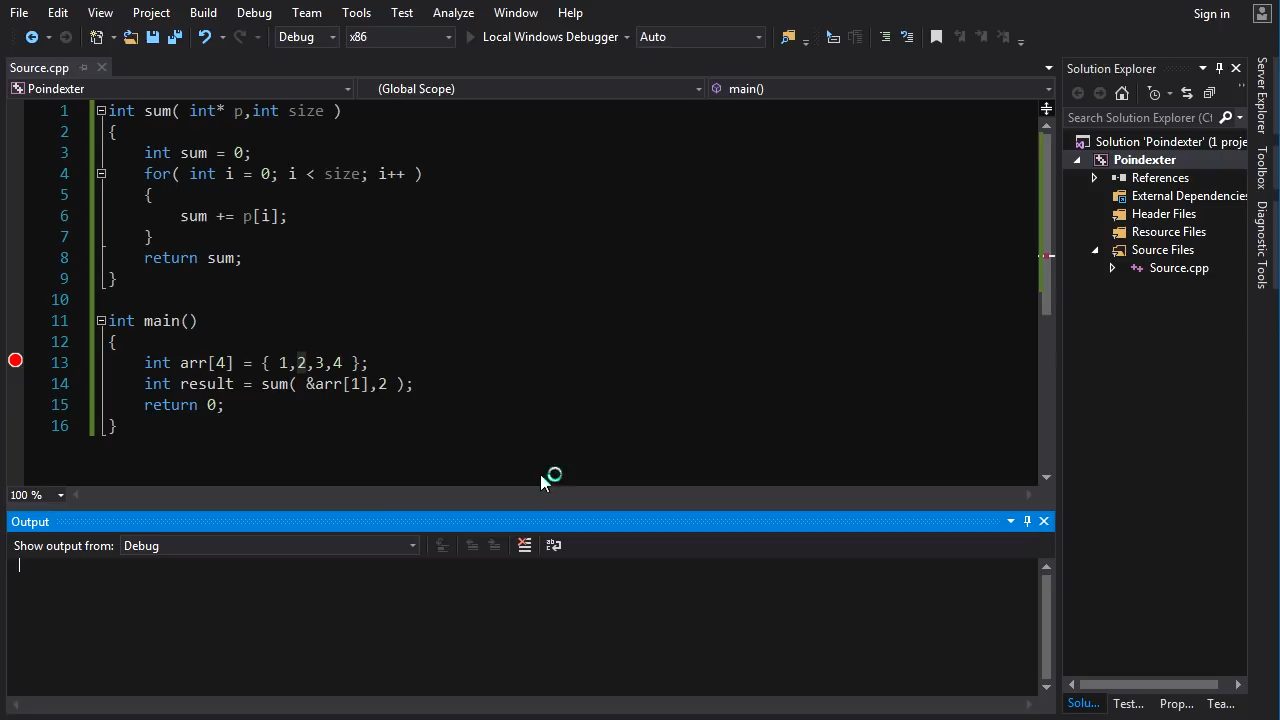 File Edit View Project Build Debug Team Tools Test Analyze Window Help Sign in
Debug x86 Local Windows Debugger Auto
Source.cpp
Poindexter (Global Scope) main()
1 int sum( int* p,int size )
2 {
3 int sum = 0;
4 for( int i = 0; i < size; i++ )
5 {
6 sum += p[i];
7 }
8 return sum;
9 }
10
11 int main()
12 {
13 int arr[4] = { 1,2,3,4 };
14 int result = sum( &arr[1],2 );
15 return 0;
16 }
100 %
Output
Show output from: Debug
Solution Explorer
Search Solution Explorer (Ct
Solution 'Poindexter' (1 proje
Poindexter
References
External Dependencies
Header Files
Resource Files
Source Files
Source.cpp
Solu... Test... Prop... Tea...
Server Explorer
Toolbox
Diagnostic Tools